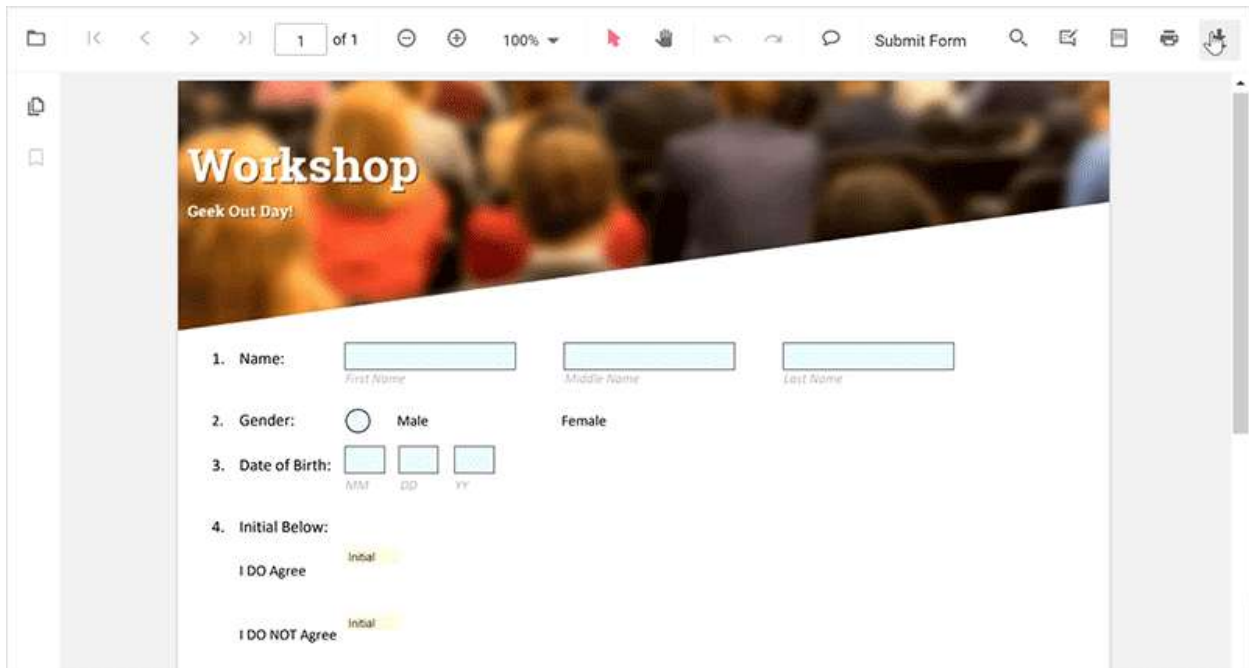 1 of 1 100% Submit Form
Workshop
Geek Out Day!
1. Name:
First Name Middle Name Last Name
2. Gender: Male Female
3. Date of Birth:
MM DD YY
4. Initial Below:
Initial
I DO Agree
Initial
I DO NOT Agree